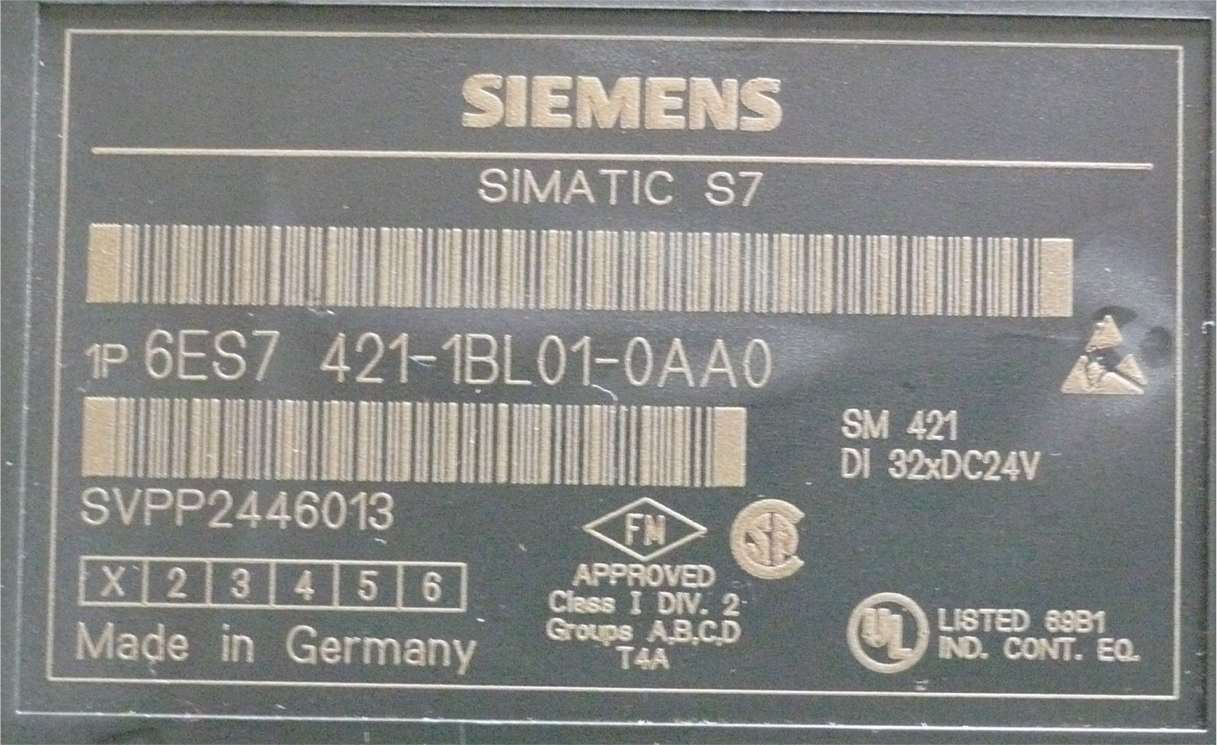 SIEMENS
SIMATIC S7
1P 6ES7 421-1BL01-0AA0
SM 421
DI 32xDC24V
SVPP2446013
FM
APPROVED
Class I DIV. 2
Groups A,B,C,D
T4A
SA
X 2 3 4 5 6
Made in Germany
UL
LISTED 69B1
IND. CONT. EQ.